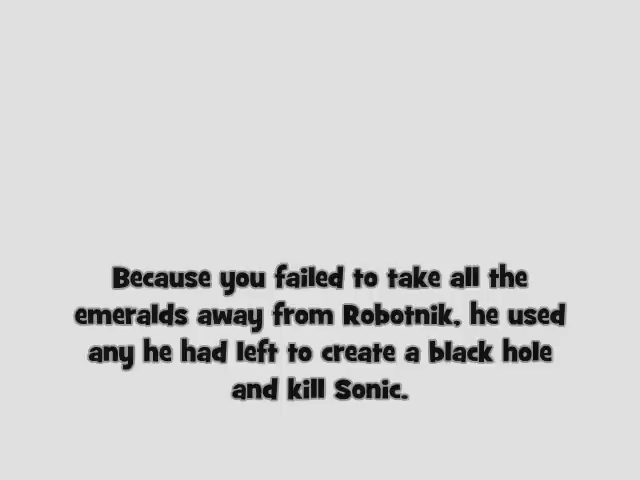 Because you failed to take all the
emeralds away from Robotnik, he used
any he had left to create a black hole
and kill Sonic.